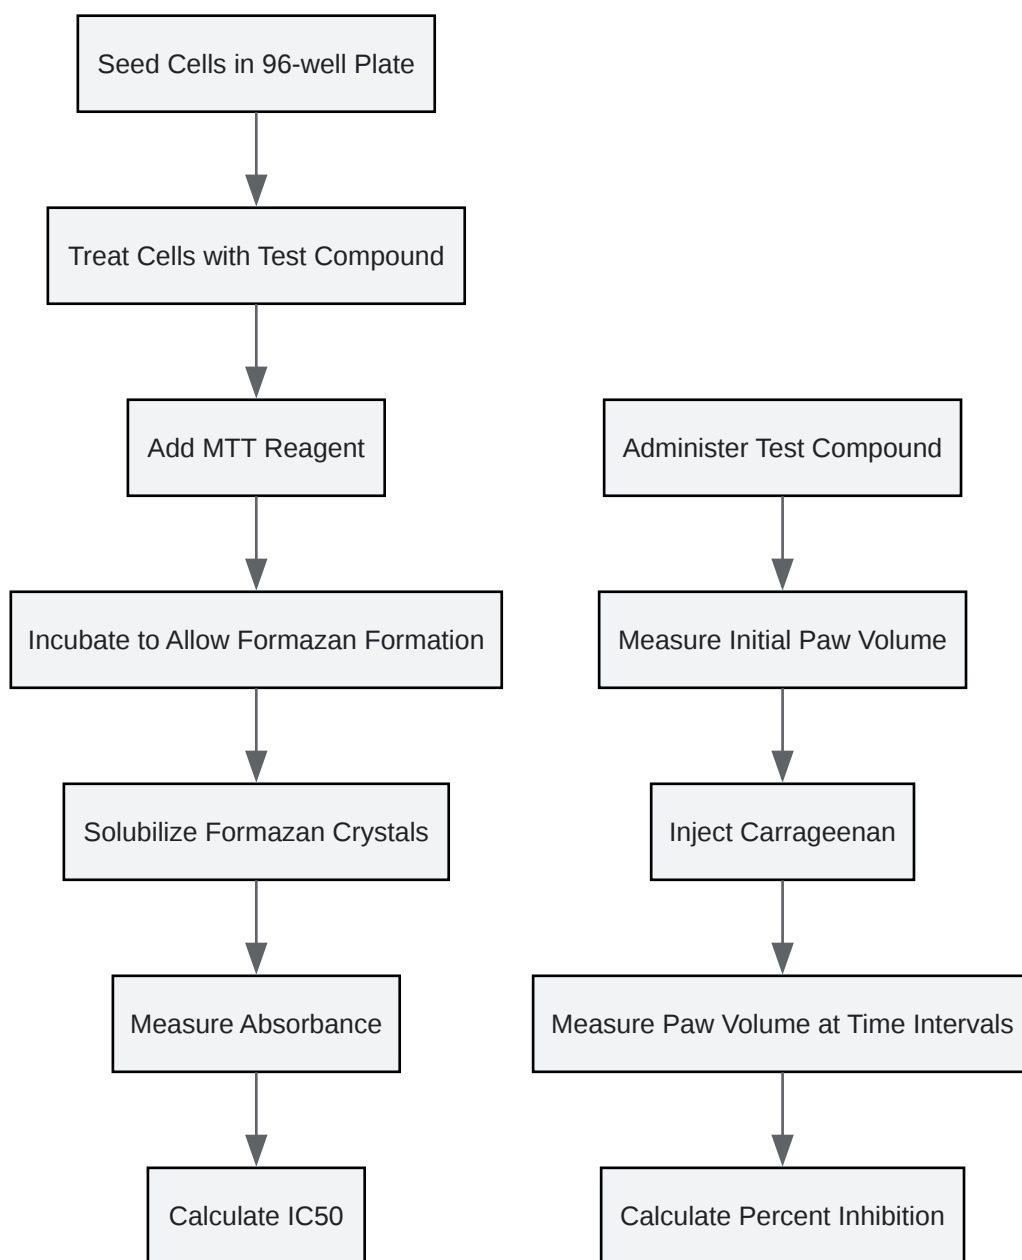 Seed Cells in 96-well Plate
Treat Cells with Test Compound
Add MTT Reagent
Incubate to Allow Formazan Formation
Solubilize Formazan Crystals
Measure Absorbance
Calculate IC50
Administer Test Compound
Measure Initial Paw Volume
Inject Carrageenan
Measure Paw Volume at Time Intervals
Calculate Percent Inhibition